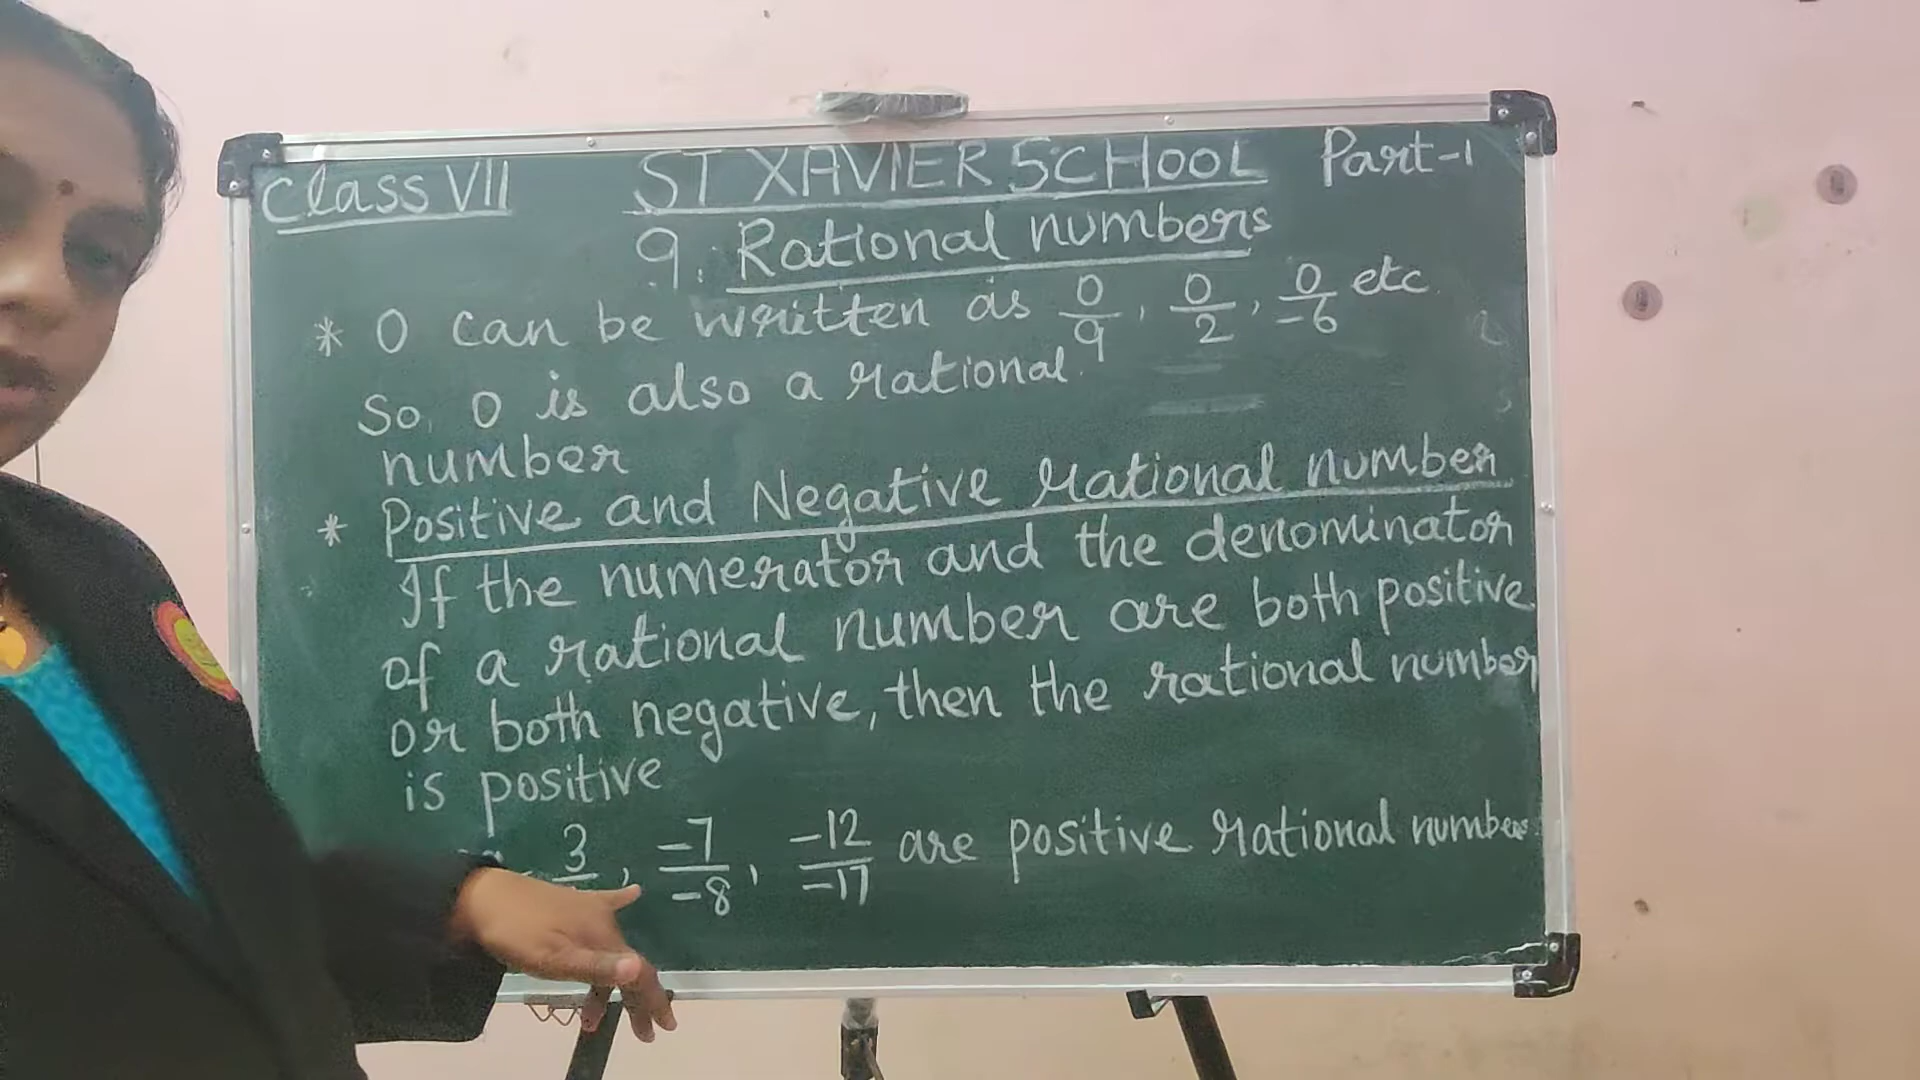 Class VII ST XAVIER SCHOOL Part-1
9. Rational numbers
* 0 can be written as 0/9, 0/2, 0/-6 etc.
So, 0 is also a rational
number
* Positive and Negative rational number
If the numerator and the denominator
of a rational number are both positive
or both negative, then the rational number
is positive
3, -7/-8, -12/-17 are positive rational numbers